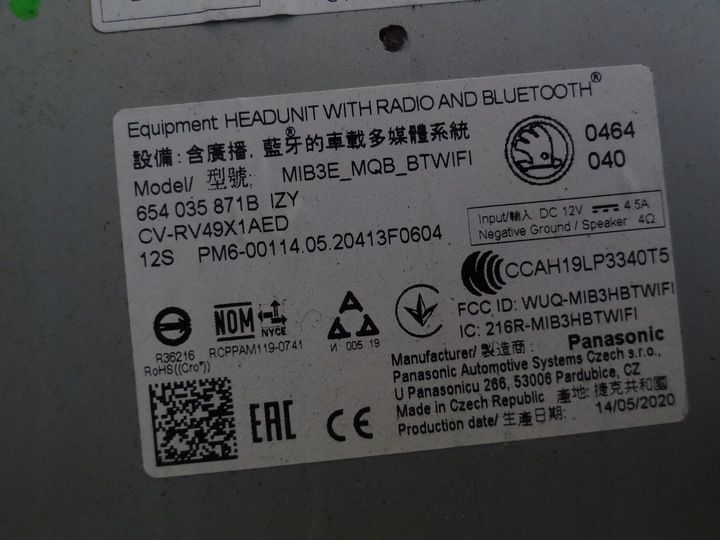 Equipment HEADUNIT WITH RADIO AND BLUETOOTH®
設備: 含廣播, 藍牙®的車載多媒體系統
Model/ 型號: MIB3E_MQB_BTWIFI
654 035 871B IZY
CV-RV49X1AED
12S PM6-00114.05.20413F0604
0464
040
Input/輸入 DC 12V 4.5A
Negative Ground / Speaker 4Ω
CCAH19LP3340T5
FCC ID: WUQ-MIB3HBTWIFI
IC: 216R-MIB3HBTWIFI
R36216
RoHS((Cro⁺⁶))
NOM NYCE
RCPPAM119-0741
И 005 19
Manufacturer/ 製造商: Panasonic
Panasonic Automotive Systems Czech s.r.o.,
U Panasonicu 266, 53006 Pardubice, CZ
Made in Czech Republic 產地: 捷克共和國
Production date/ 生產日期: 14/05/2020
EAC CE